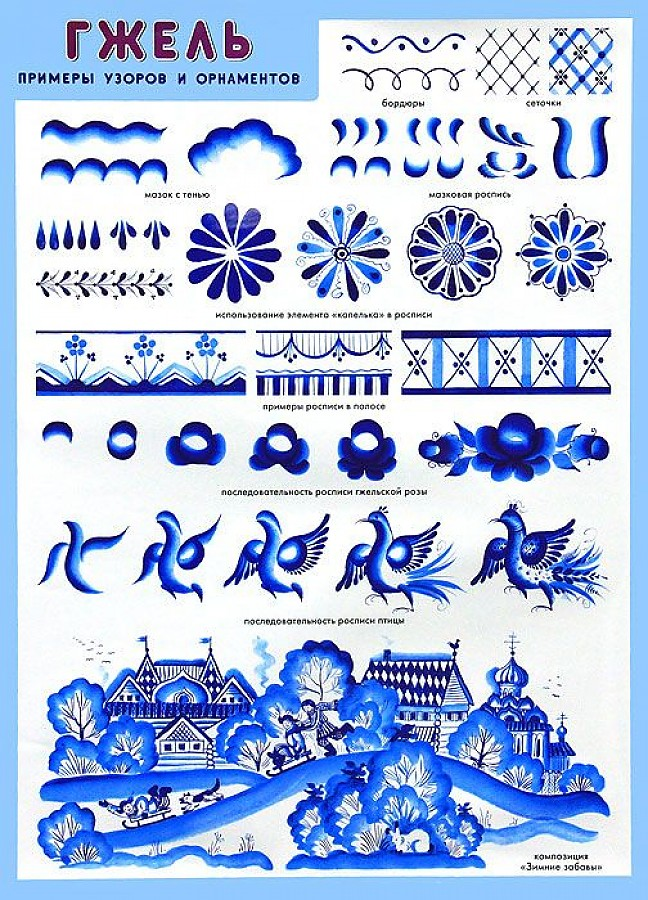 ГЖЕЛЬ
ПРИМЕРЫ УЗОРОВ И ОРНАМЕНТОВ
бордюры
сеточки
мазок с тенью
мазковая роспись
использование элемента «капелька» в росписи
примеры росписи в полосе
последовательность росписи гжельской розы
последовательность росписи птицы
композиция
«Зимние забавы»